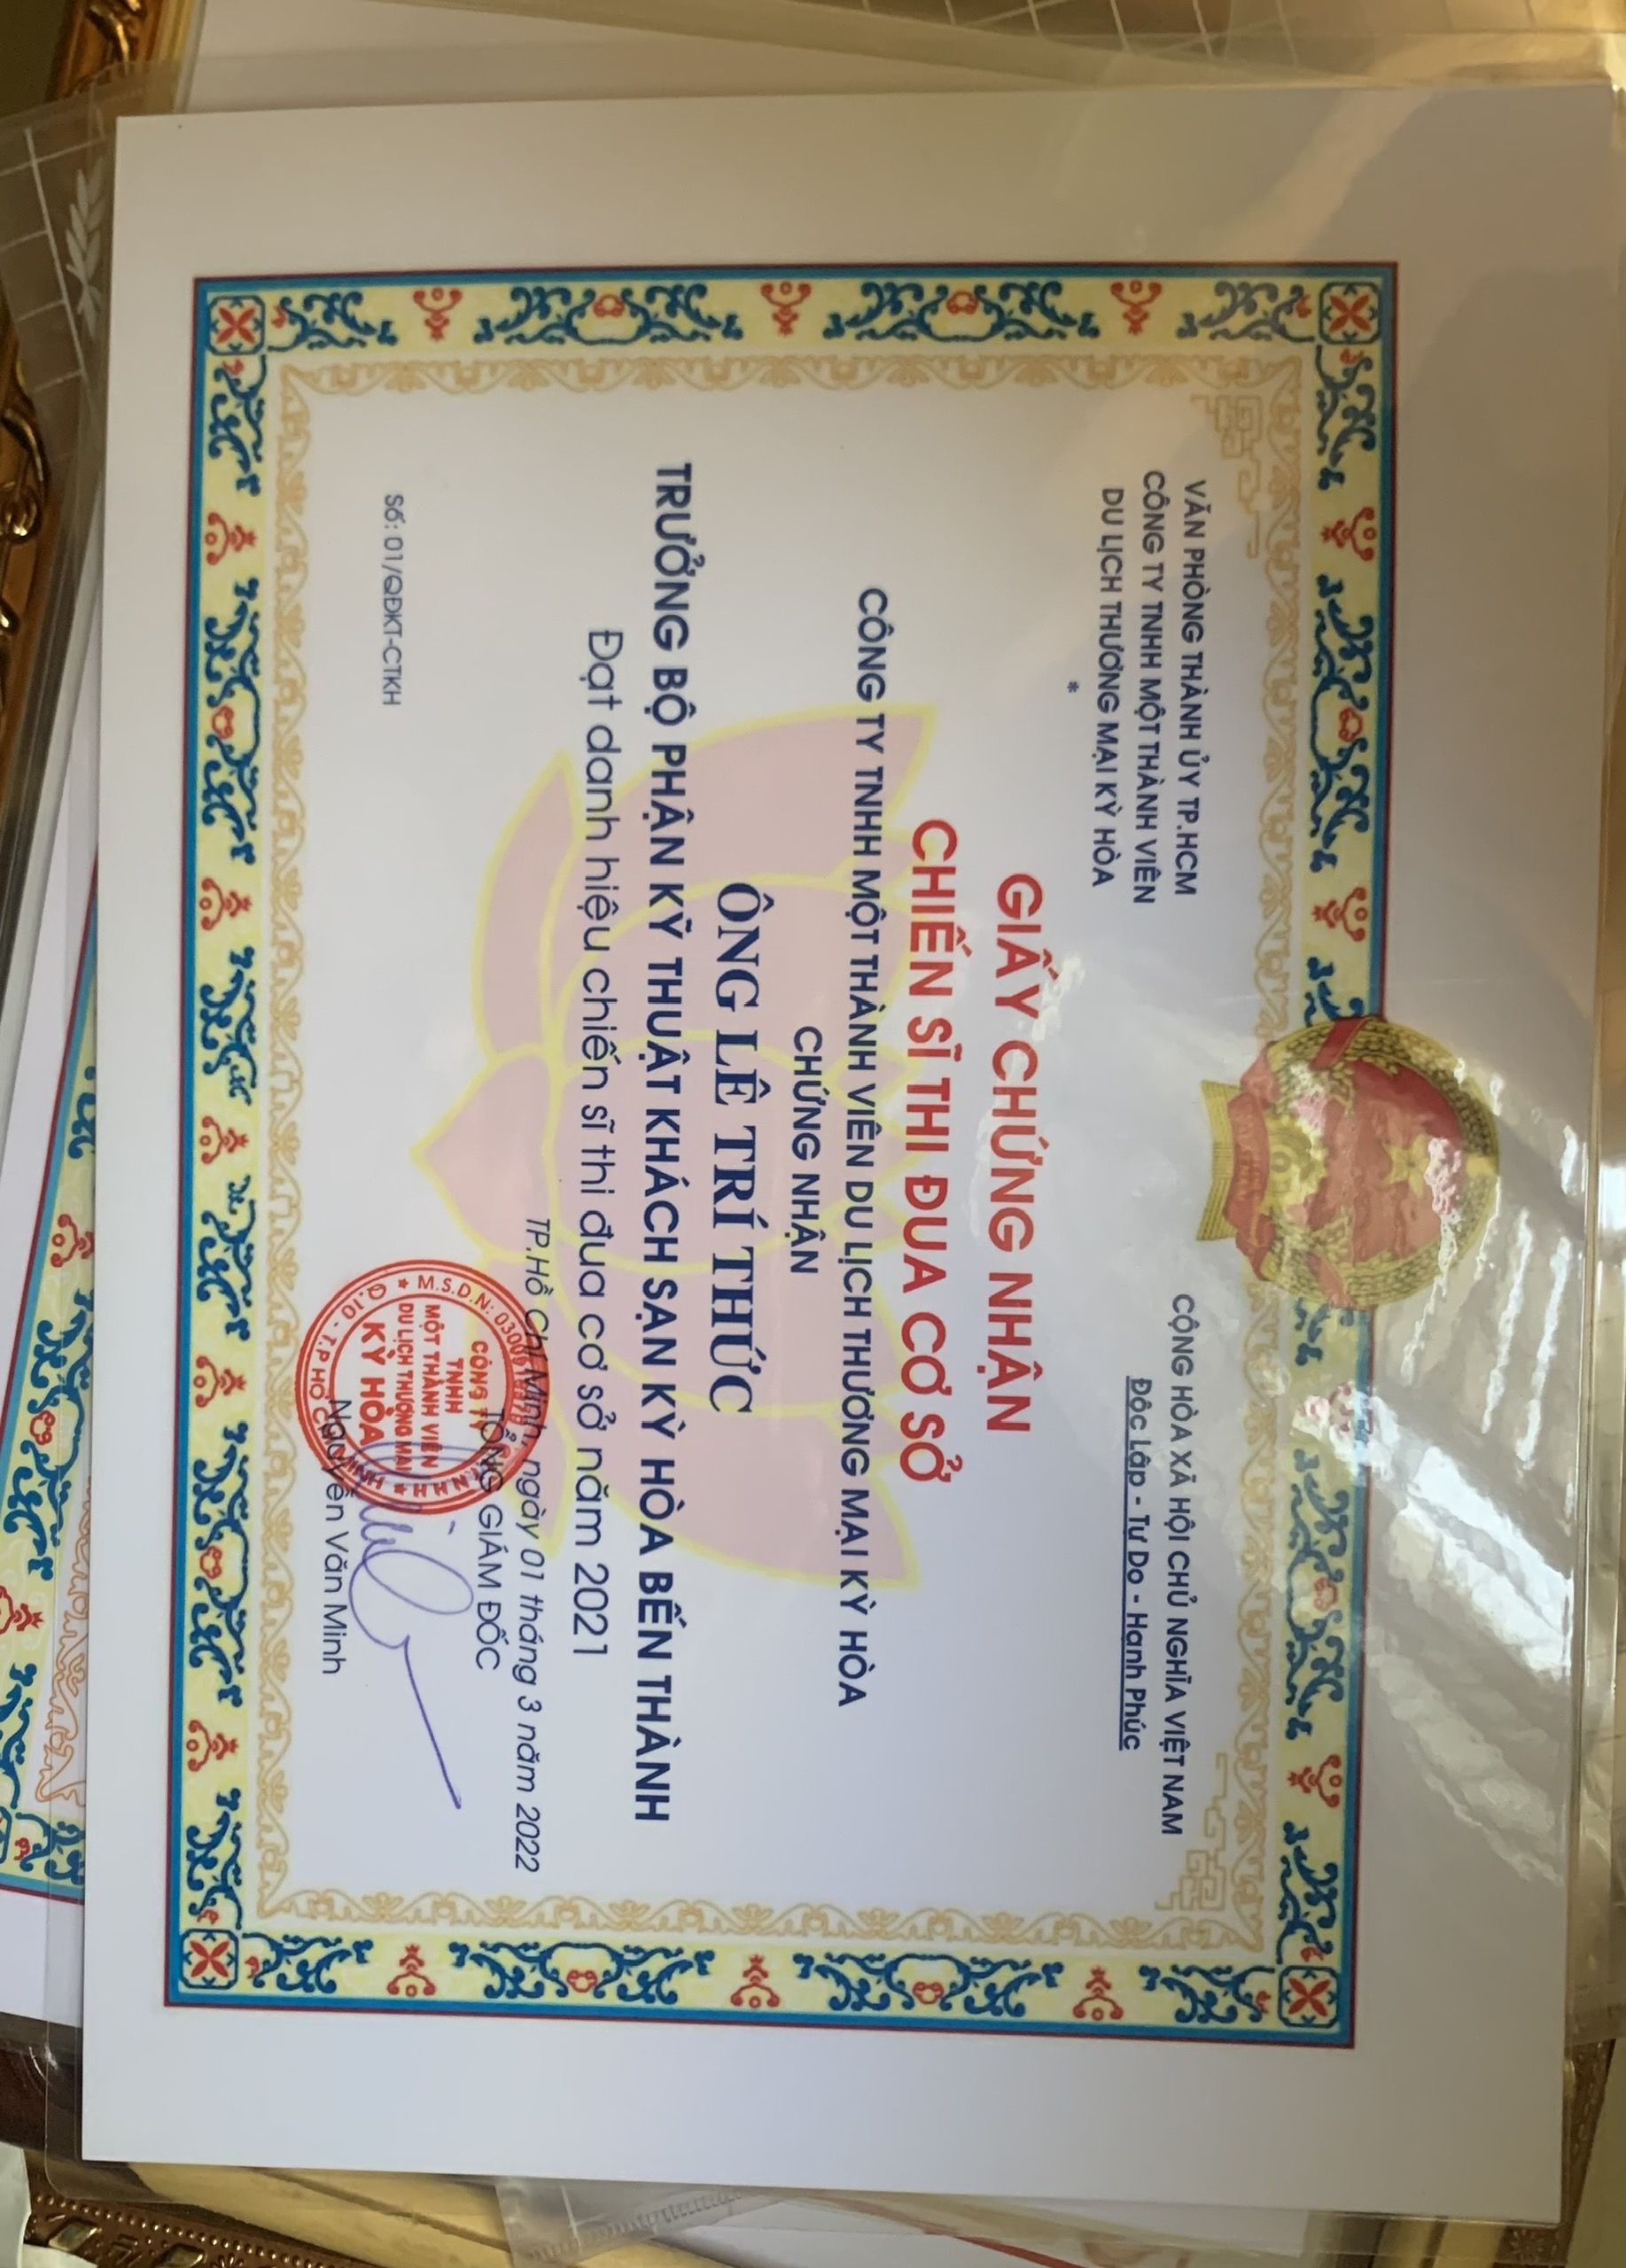 VĂN PHÒNG THÀNH ỦY TP.HCM
CÔNG TY TNHH MỘT THÀNH VIÊN
DU LỊCH THƯƠNG MẠI KỲ HÒA
*
CỘNG HÒA XÃ HỘI CHỦ NGHĨA VIỆT NAM
Độc Lập - Tự Do - Hạnh Phúc
GIẤY CHỨNG NHẬN
CHIẾN SĨ THI ĐUA CƠ SỞ
CÔNG TY TNHH MỘT THÀNH VIÊN DU LỊCH THƯƠNG MẠI KỲ HÒA
CHỨNG NHẬN
ÔNG LÊ TRÍ THỨC
TRƯỞNG BỘ PHẬN KỸ THUẬT KHÁCH SẠN KỲ HÒA BẾN THÀNH
Đạt danh hiệu chiến sĩ thi đua cơ sở năm 2021
TP.Hồ Chí Minh, ngày 01 tháng 3 năm 2022
TỔNG GIÁM ĐỐC
Số: 01/QĐKT-CTKH
CÔNG TY
TNHH
MỘT THÀNH VIÊN
DU LỊCH THƯƠNG MẠI
KỲ HÒA
Q.10 - T.P HỒ CHÍ MINH
Nguyễn Văn Minh